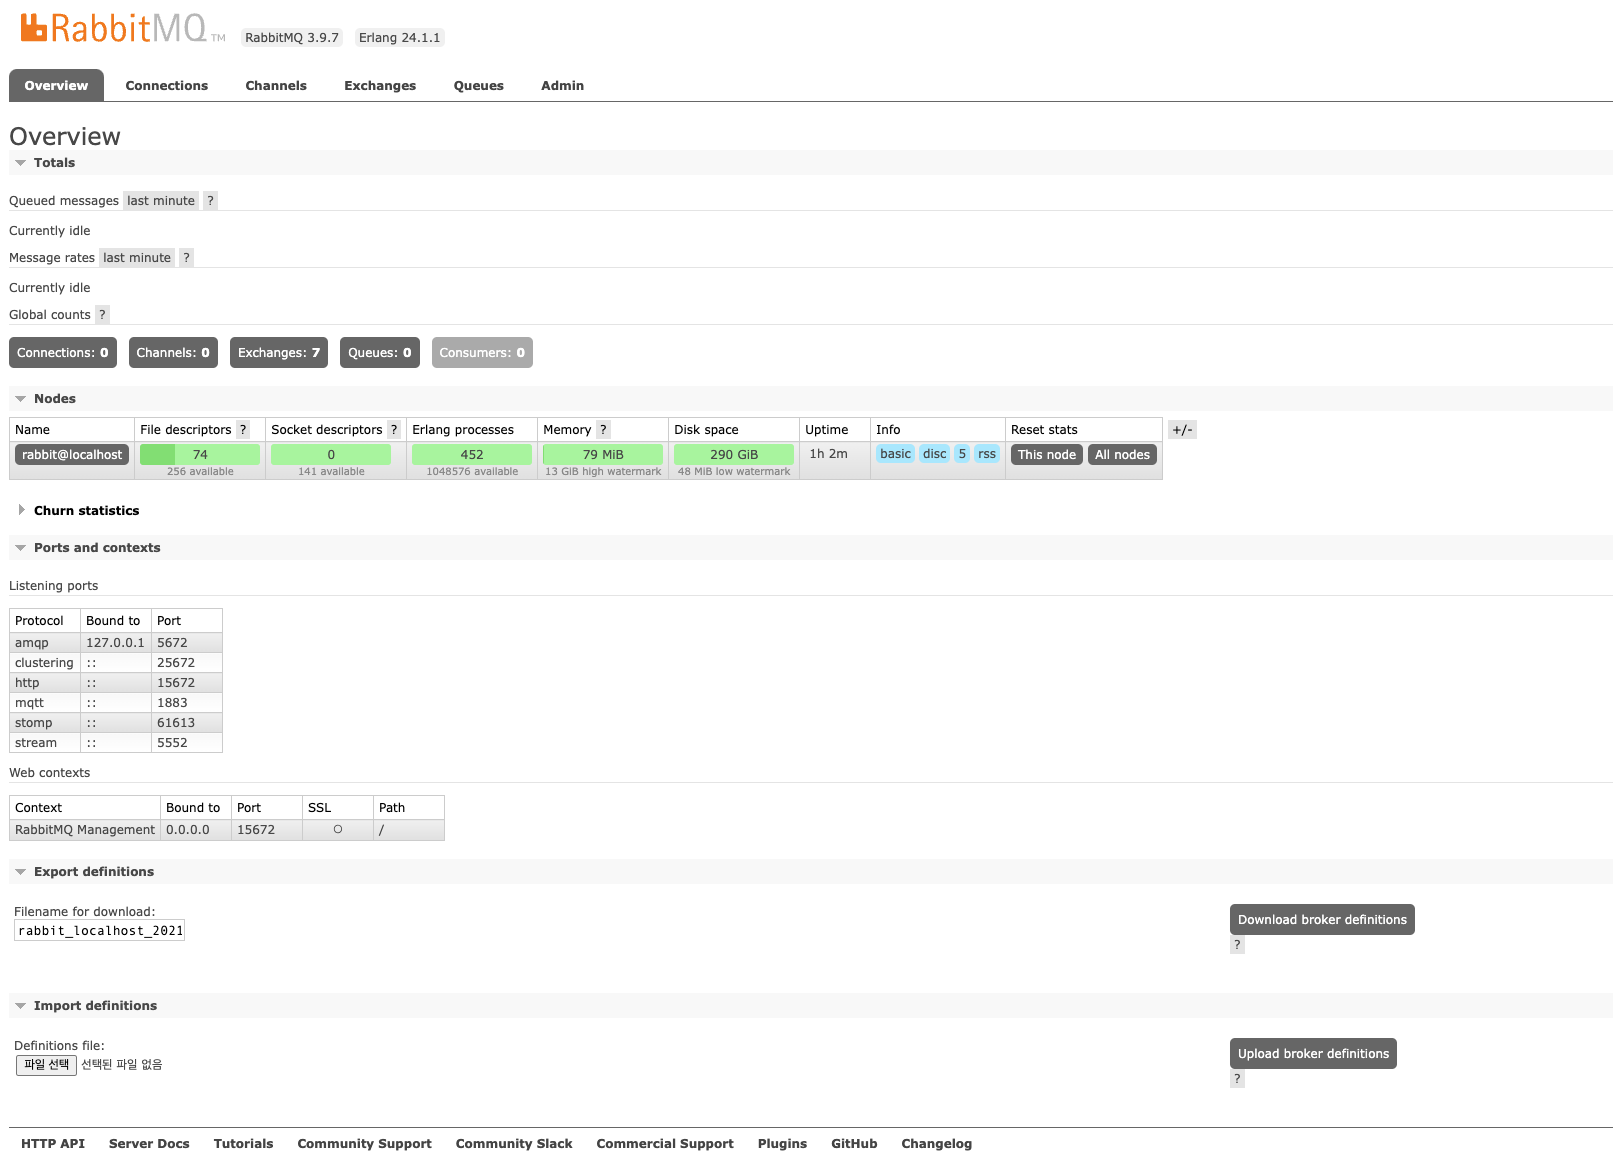 RabbitMQ TM RabbitMQ 3.9.7 Erlang 24.1.1
Overview Connections Channels Exchanges Queues Admin
Overview
Totals
Queued messages last minute ?
Currently idle
Message rates last minute ?
Currently idle
Global counts ?
Connections: 0 Channels: 0 Exchanges: 7 Queues: 0 Consumers: 0
Nodes
Name File descriptors ? Socket descriptors ? Erlang processes Memory ? Disk space Uptime Info Reset stats +/-
rabbit@localhost 74 0 452 79 MiB 290 GiB 1h 2m basic disc 5 rss This node All nodes
256 available 141 available 1048576 available 13 GiB high watermark 48 MiB low watermark
Churn statistics
Ports and contexts
Listening ports
Protocol Bound to Port
amqp 127.0.0.1 5672
clustering :: 25672
http :: 15672
mqtt :: 1883
stomp :: 61613
stream :: 5552
Web contexts
Context Bound to Port SSL Path
RabbitMQ Management 0.0.0.0 15672 ○ /
Export definitions
Filename for download:
rabbit_localhost_2021
Download broker definitions
?
Import definitions
Definitions file:
파일 선택 선택된 파일 없음
Upload broker definitions
?
HTTP API Server Docs Tutorials Community Support Community Slack Commercial Support Plugins GitHub Changelog